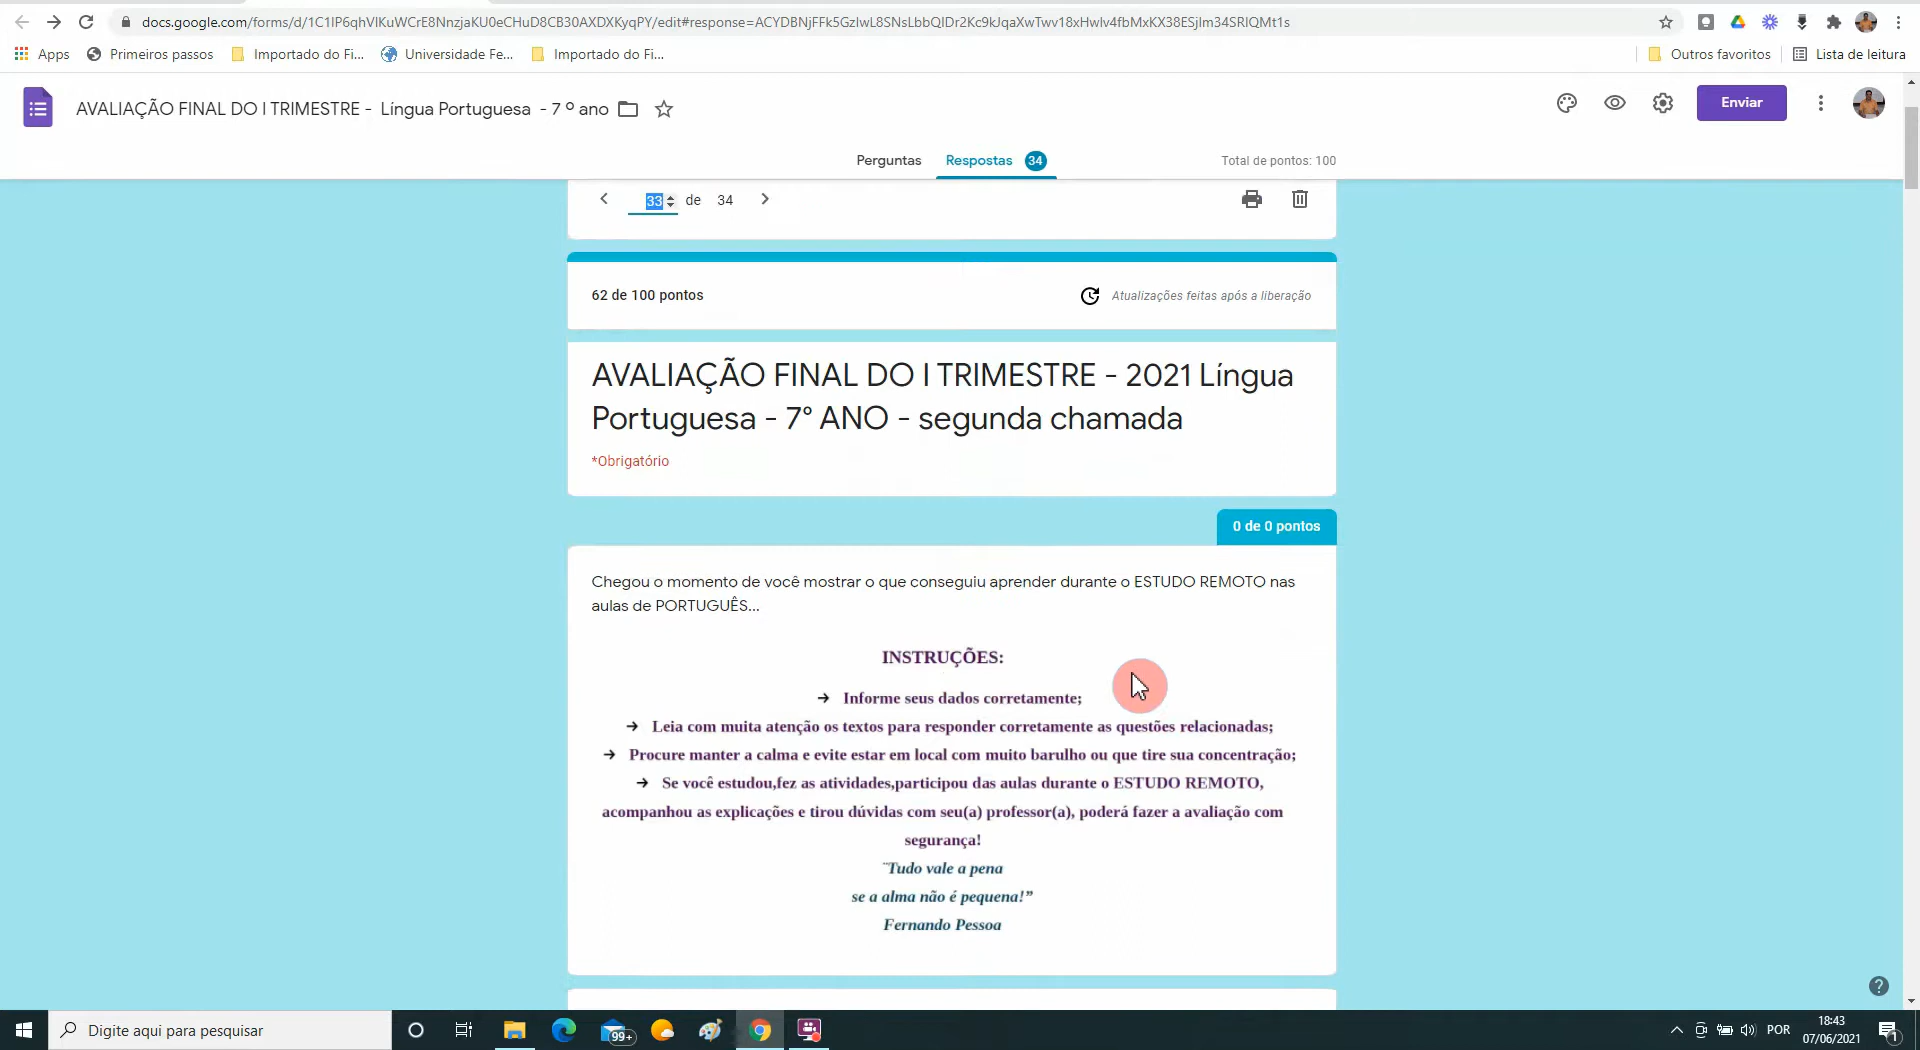 docs.google.com/forms/d/1C1IP6qhVIKuWCrE8NnzjaKU0eCHuD8CB30AXDXKyqPY/edit#response=ACYDBNjFFk5GzIwL8SNsLbbQIDr2Kc9kJqaXwTwv18xHwlv4fbMxKX38ESjlm34SRlQMt1s
Apps Primeiros passos Importado do Fi... Universidade Fe... Importado do Fi... Outros favoritos Lista de leitura
AVALIAÇÃO FINAL DO I TRIMESTRE - Língua Portuguesa - 7 º ano
Enviar
Perguntas Respostas 34 Total de pontos: 100
33 de 34
62 de 100 pontos Atualizações feitas após a liberação
AVALIAÇÃO FINAL DO I TRIMESTRE - 2021 Língua
Portuguesa - 7° ANO - segunda chamada
*Obrigatório
0 de 0 pontos
Chegou o momento de você mostrar o que conseguiu aprender durante o ESTUDO REMOTO nas
aulas de PORTUGUÊS...
INSTRUÇÕES:
➔ Informe seus dados corretamente;
➔ Leia com muita atenção os textos para responder corretamente as questões relacionadas;
➔ Procure manter a calma e evite estar em local com muito barulho ou que tire sua concentração;
➔ Se você estudou,fez as atividades,participou das aulas durante o ESTUDO REMOTO,
acompanhou as explicações e tirou dúvidas com seu(a) professor(a), poderá fazer a avaliação com
segurança!
¨Tudo vale a pena
se a alma não é pequena!”
Fernando Pessoa
Digite aqui para pesquisar
99+
POR
18:43
07/06/2021
1